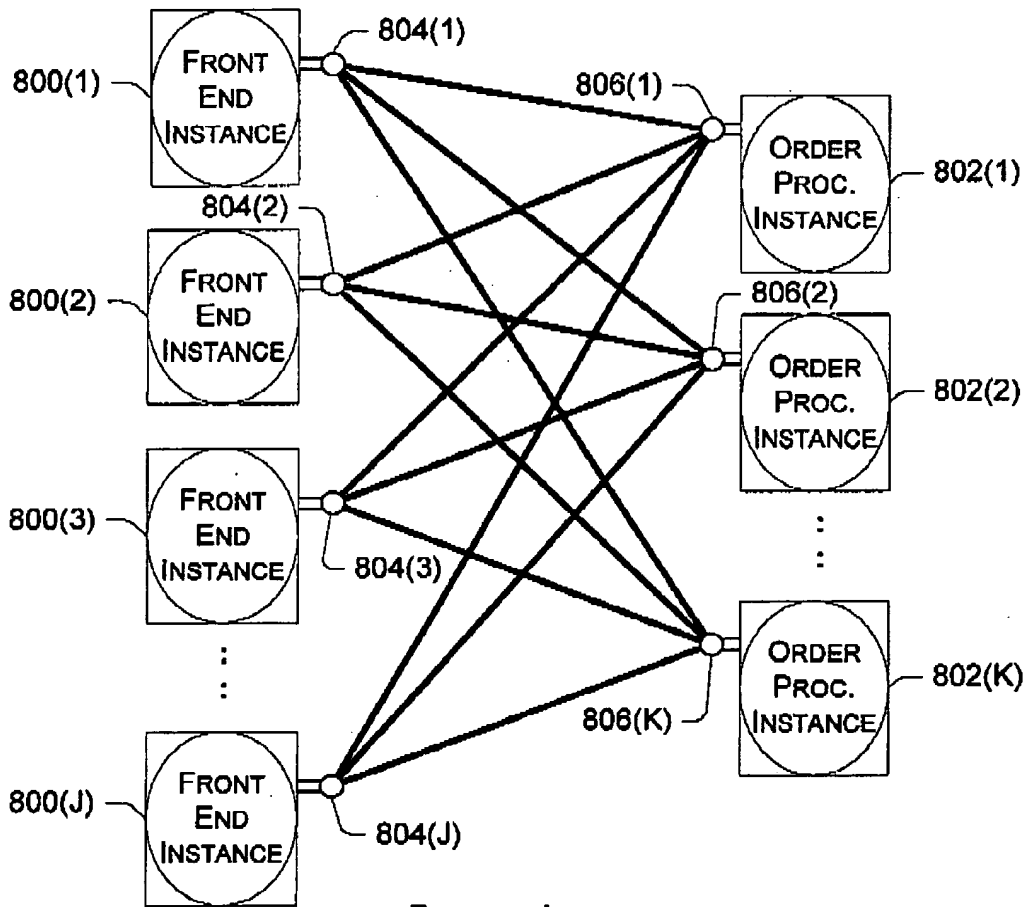 804(1)
800(1)
FRONT
END
INSTANCE
806(1)
ORDER
PROC.
INSTANCE
802(1)
804(2)
800(2)
FRONT
END
INSTANCE
806(2)
ORDER
PROC.
INSTANCE
802(2)
800(3)
FRONT
END
INSTANCE
804(3)
ORDER
PROC.
INSTANCE
802(K)
806(K)
800(J)
FRONT
END
INSTANCE
804(J)